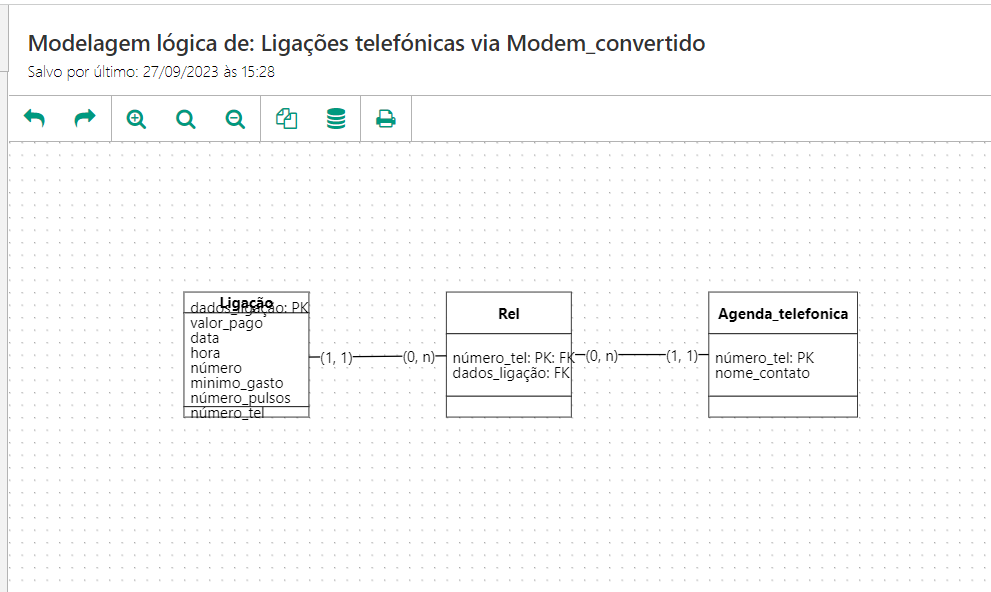 Modelagem lógica de: Ligações telefónicas via Modem_convertido
Salvo por último: 27/09/2023 às 15:28
Ligação
dados_ligação: PK
valor_pago
data
hora
número
minimo_gasto
número_pulsos
número_tel
(1, 1)
(0, n)
Rel
número_tel: PK: FK
dados_ligação: FK
(0, n)
(1, 1)
Agenda_telefonica
número_tel: PK
nome_contato